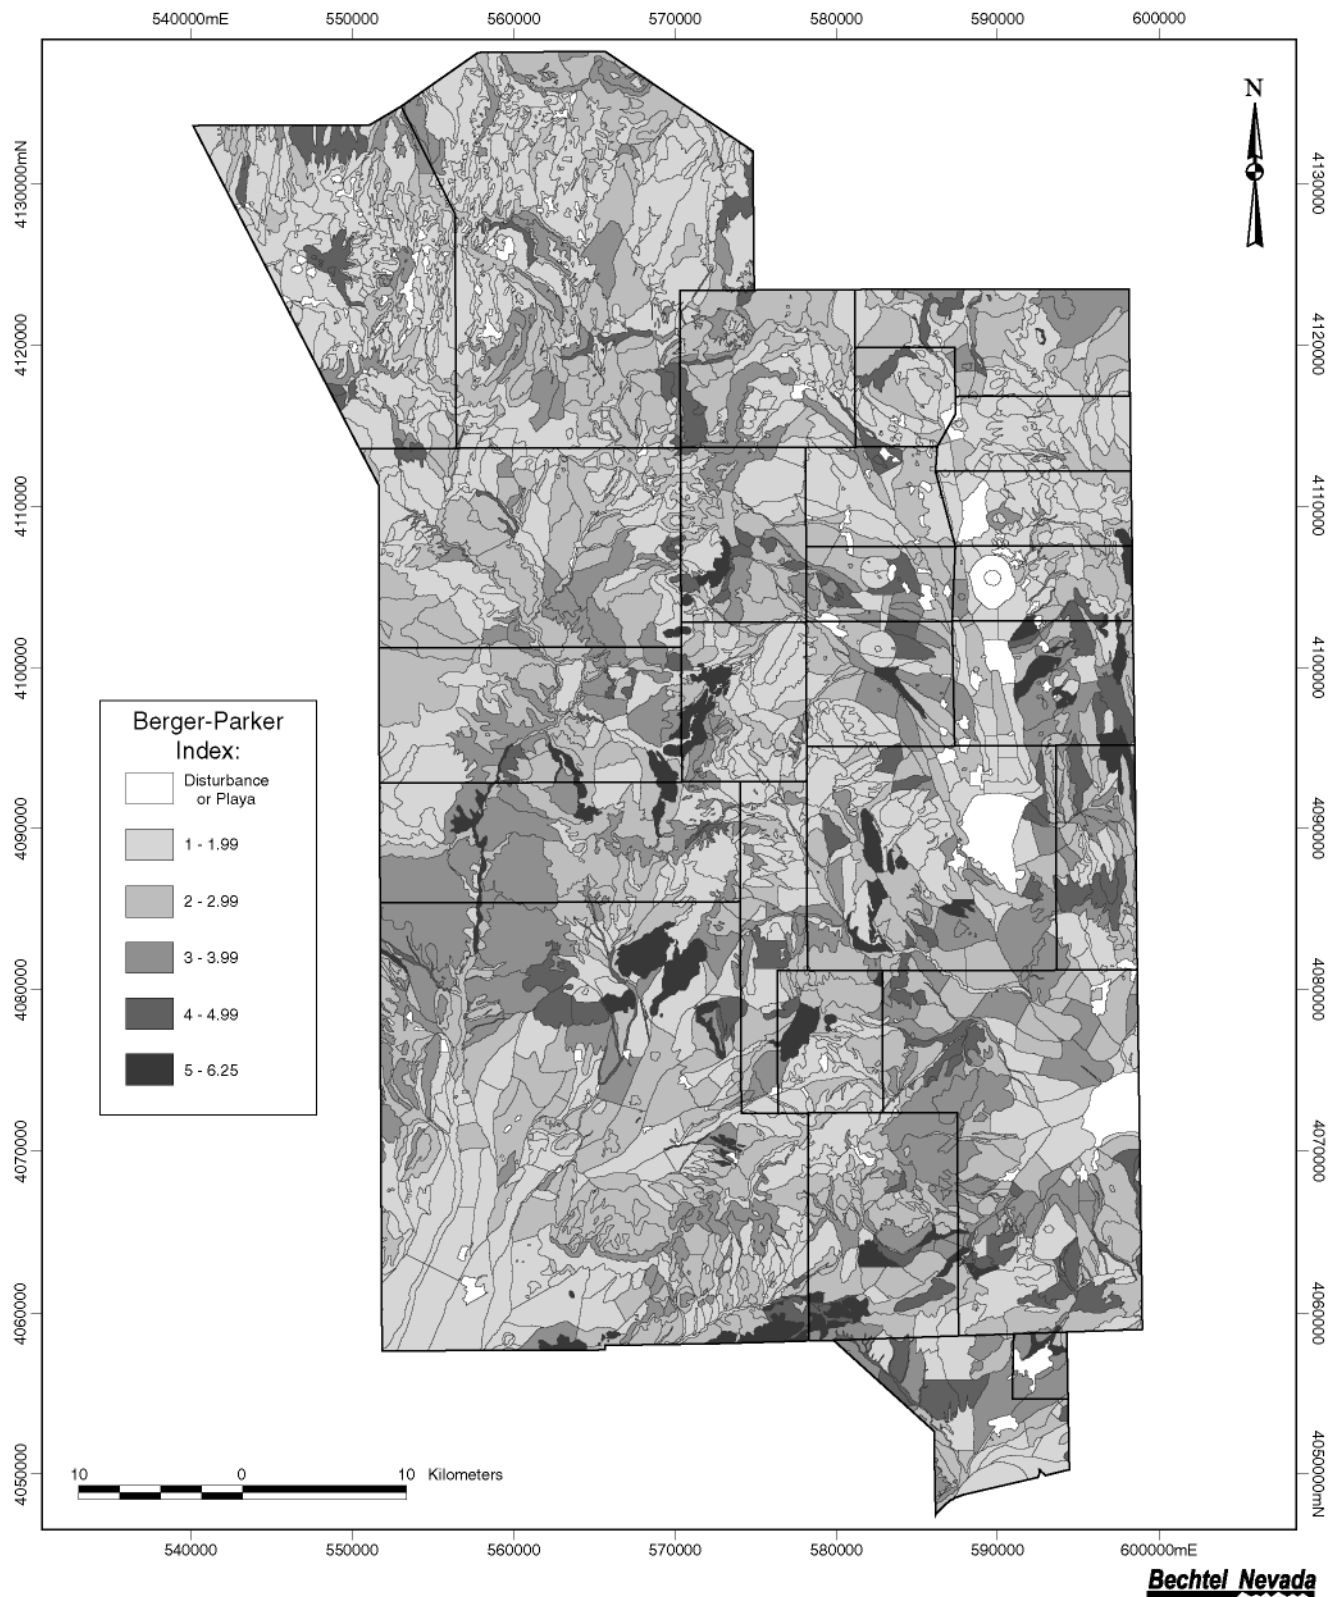 540000mE 550000 560000 570000 580000 590000 600000
N
4130000mN
4120000
4110000
4100000
4090000
4080000
4070000
4060000
4050000
4130000
4120000
4110000
4100000
4090000
4080000
4070000
4060000
4050000mN
Berger-Parker
Index:
Disturbance
or Playa
1 - 1.99
2 - 2.99
3 - 3.99
4 - 4.99
5 - 6.25
10 0 10 Kilometers
540000 550000 560000 570000 580000 590000 600000mE
Bechtel Nevada